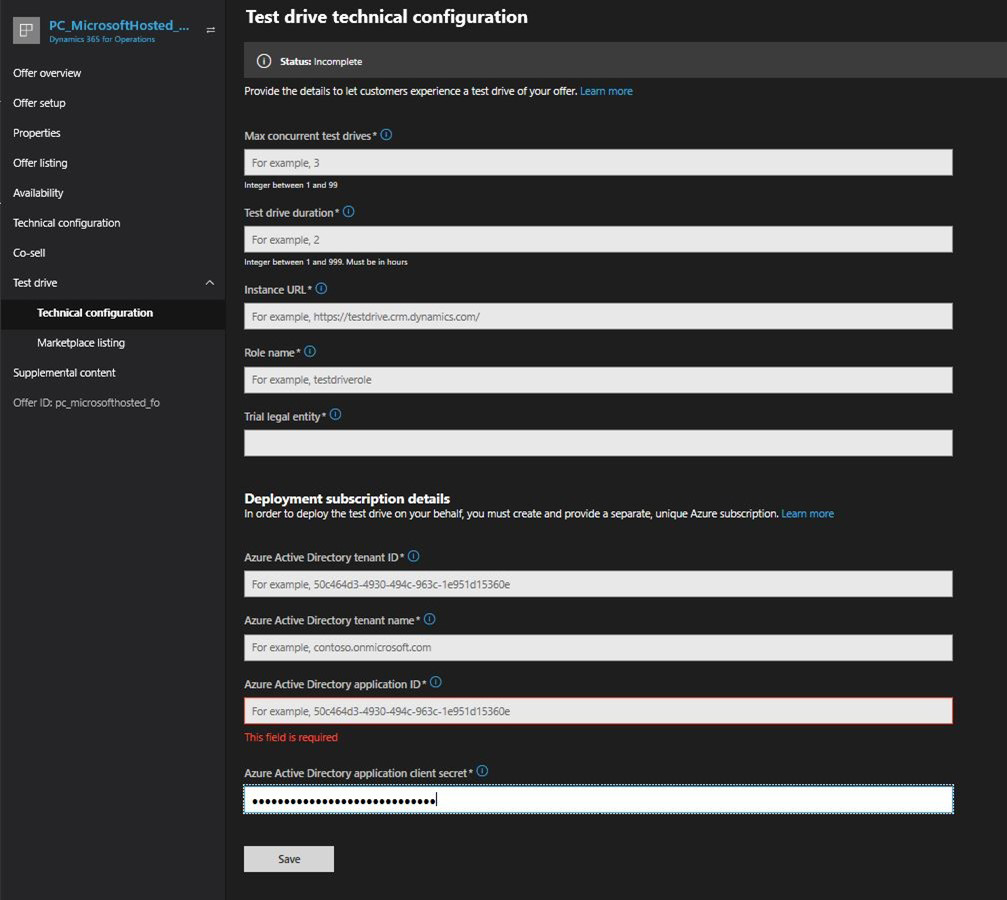 PC_MicrosoftHosted_...
Dynamics 365 for Operations
Offer overview
Offer setup
Properties
Offer listing
Availability
Technical configuration
Co-sell
Test drive
Technical configuration
Marketplace listing
Supplemental content
Offer ID: pc_microsofthosted_fo
Test drive technical configuration
Status: Incomplete
Provide the details to let customers experience a test drive of your offer. Learn more
Max concurrent test drives*
For example, 3
Integer between 1 and 99
Test drive duration*
For example, 2
Integer between 1 and 999. Must be in hours
Instance URL*
For example, https://testdrive.crm.dynamics.com/
Role name*
For example, testdriverole
Trial legal entity*
Deployment subscription details
In order to deploy the test drive on your behalf, you must create and provide a separate, unique Azure subscription. Learn more
Azure Active Directory tenant ID*
For example, 50c464d3-4930-494c-963c-1e951d15360e
Azure Active Directory tenant name*
For example, contoso.onmicrosoft.com
Azure Active Directory application ID*
For example, 50c464d3-4930-494c-963c-1e951d15360e
This field is required
Azure Active Directory application client secret*
Save